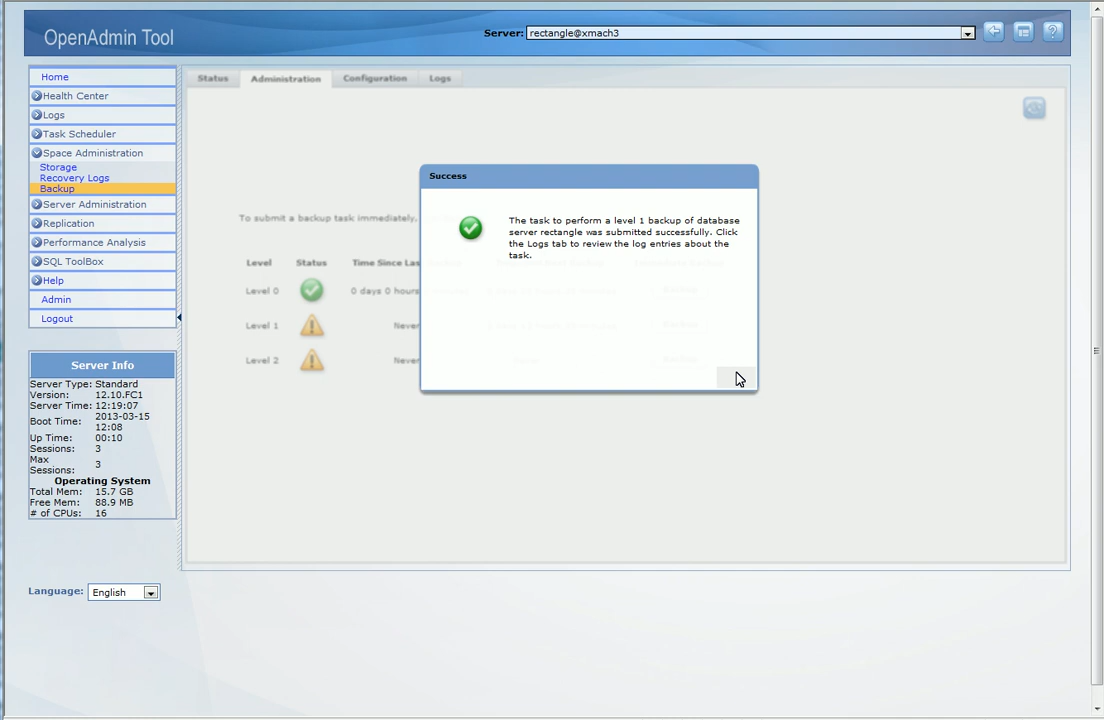 OpenAdmin Tool
Server: rectangle@xmach3
Home
Health Center
Logs
Task Scheduler
Space Administration
Storage
Recovery Logs
Backup
Server Administration
Replication
Performance Analysis
SQL ToolBox
Help
Admin
Logout
Server Info
Server Type: Standard
Version: 12.10.FC1
Server Time: 12:19:07
Boot Time: 2013-03-15
12:08
Up Time: 00:10
Sessions: 3
Max
Sessions: 3
Operating System
Total Mem: 15.7 GB
Free Mem: 88.9 MB
# of CPUs: 16
Language: English
Status Administration Configuration Logs
To submit a backup task immediately,
Level Status Time Since Las
Level 0 0 days 0 hours
Level 1 Never
Level 2 Never
Success
The task to perform a level 1 backup of database
server rectangle was submitted successfully. Click
the Logs tab to review the log entries about the
task.